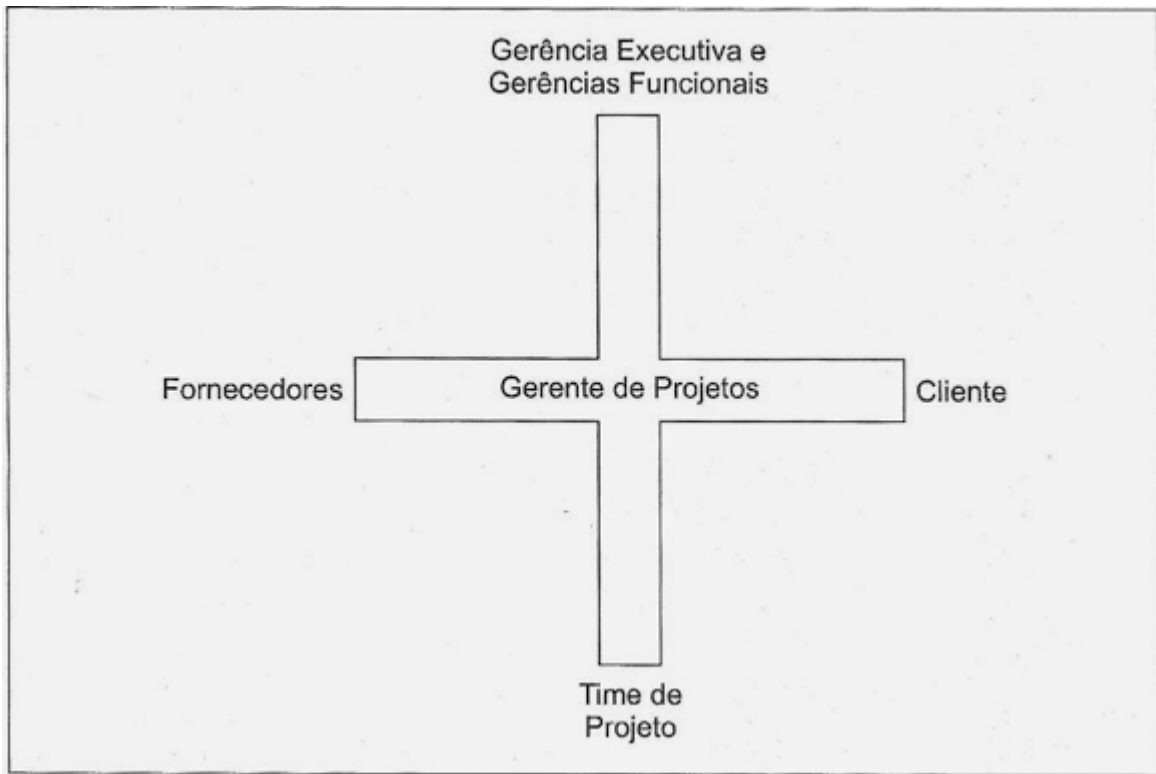 Gerência Executiva e
Gerências Funcionais
Fornecedores
Gerente de Projetos
Cliente
Time de
Projeto